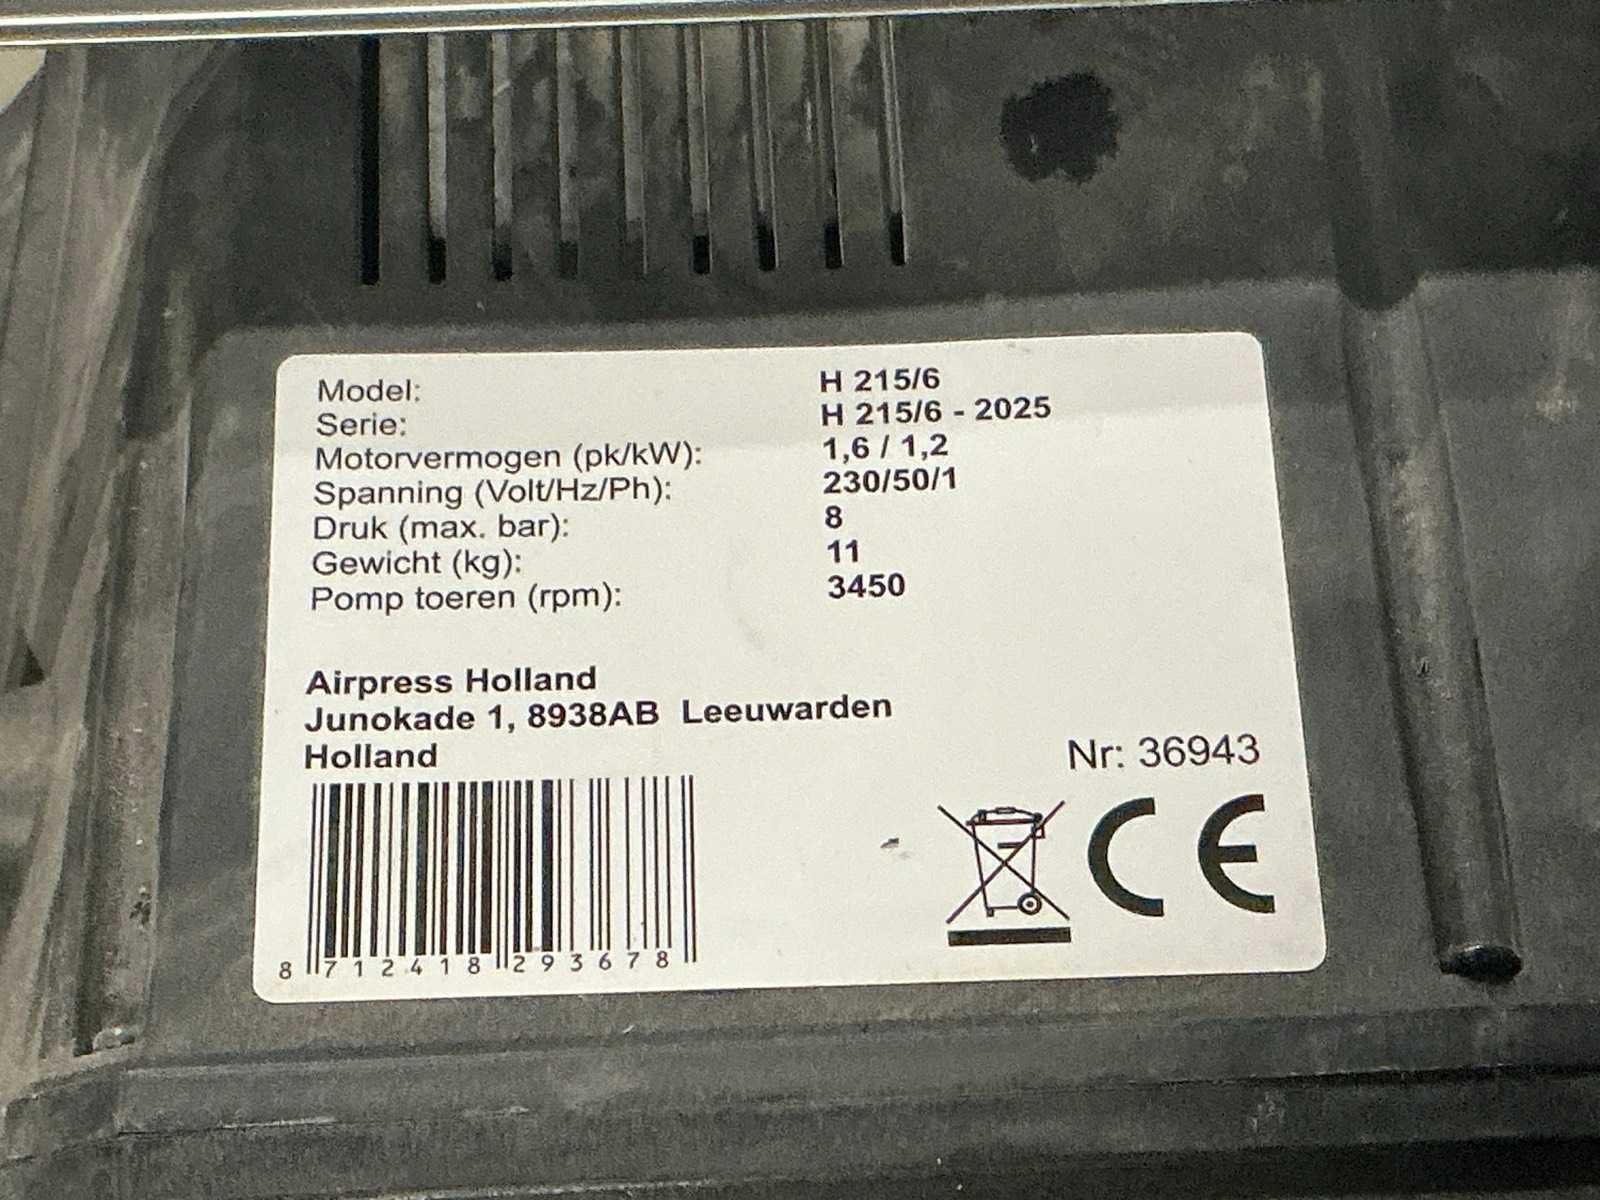 Model: H 215/6
Serie: H 215/6 - 2025
Motorvermogen (pk/kW): 1,6 / 1,2
Spanning (Volt/Hz/Ph): 230/50/1
Druk (max. bar): 8
Gewicht (kg): 11
Pomp toeren (rpm): 3450
Airpress Holland
Junokade 1, 8938AB Leeuwarden
Holland
Nr: 36943
CE
8 712418 293678